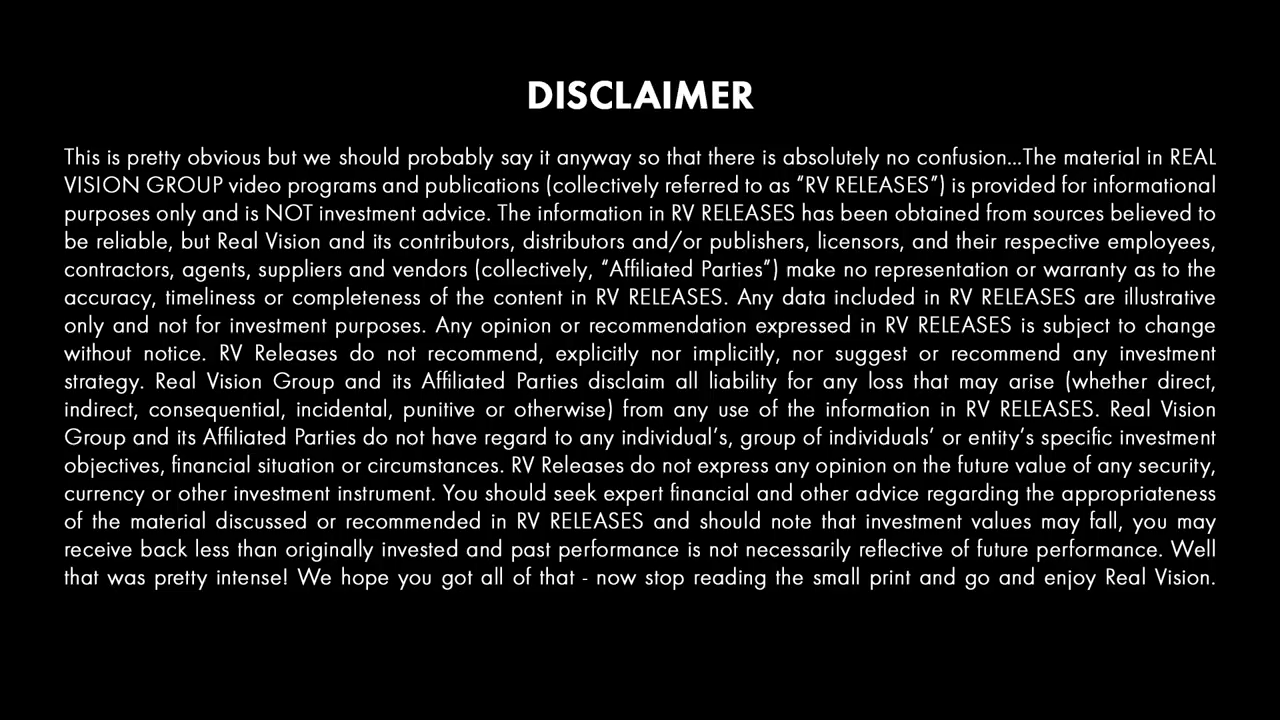 DISCLAIMER
This is pretty obvious but we should probably say it anyway so that there is absolutely no confusion...The material in REAL
VISION GROUP video programs and publications (collectively referred to as “RV RELEASES”) is provided for informational
purposes only and is NOT investment advice. The information in RV RELEASES has been obtained from sources believed to
be reliable, but Real Vision and its contributors, distributors and/or publishers, licensors, and their respective employees,
contractors, agents, suppliers and vendors (collectively, “Affiliated Parties”) make no representation or warranty as to the
accuracy, timeliness or completeness of the content in RV RELEASES. Any data included in RV RELEASES are illustrative
only and not for investment purposes. Any opinion or recommendation expressed in RV RELEASES is subject to change
without notice. RV Releases do not recommend, explicitly nor implicitly, nor suggest or recommend any investment
strategy. Real Vision Group and its Affiliated Parties disclaim all liability for any loss that may arise (whether direct,
indirect, consequential, incidental, punitive or otherwise) from any use of the information in RV RELEASES. Real Vision
Group and its Affiliated Parties do not have regard to any individual’s, group of individuals’ or entity’s specific investment
objectives, financial situation or circumstances. RV Releases do not express any opinion on the future value of any security,
currency or other investment instrument. You should seek expert financial and other advice regarding the appropriateness
of the material discussed or recommended in RV RELEASES and should note that investment values may fall, you may
receive back less than originally invested and past performance is not necessarily reflective of future performance. Well
that was pretty intense! We hope you got all of that - now stop reading the small print and go and enjoy Real Vision.